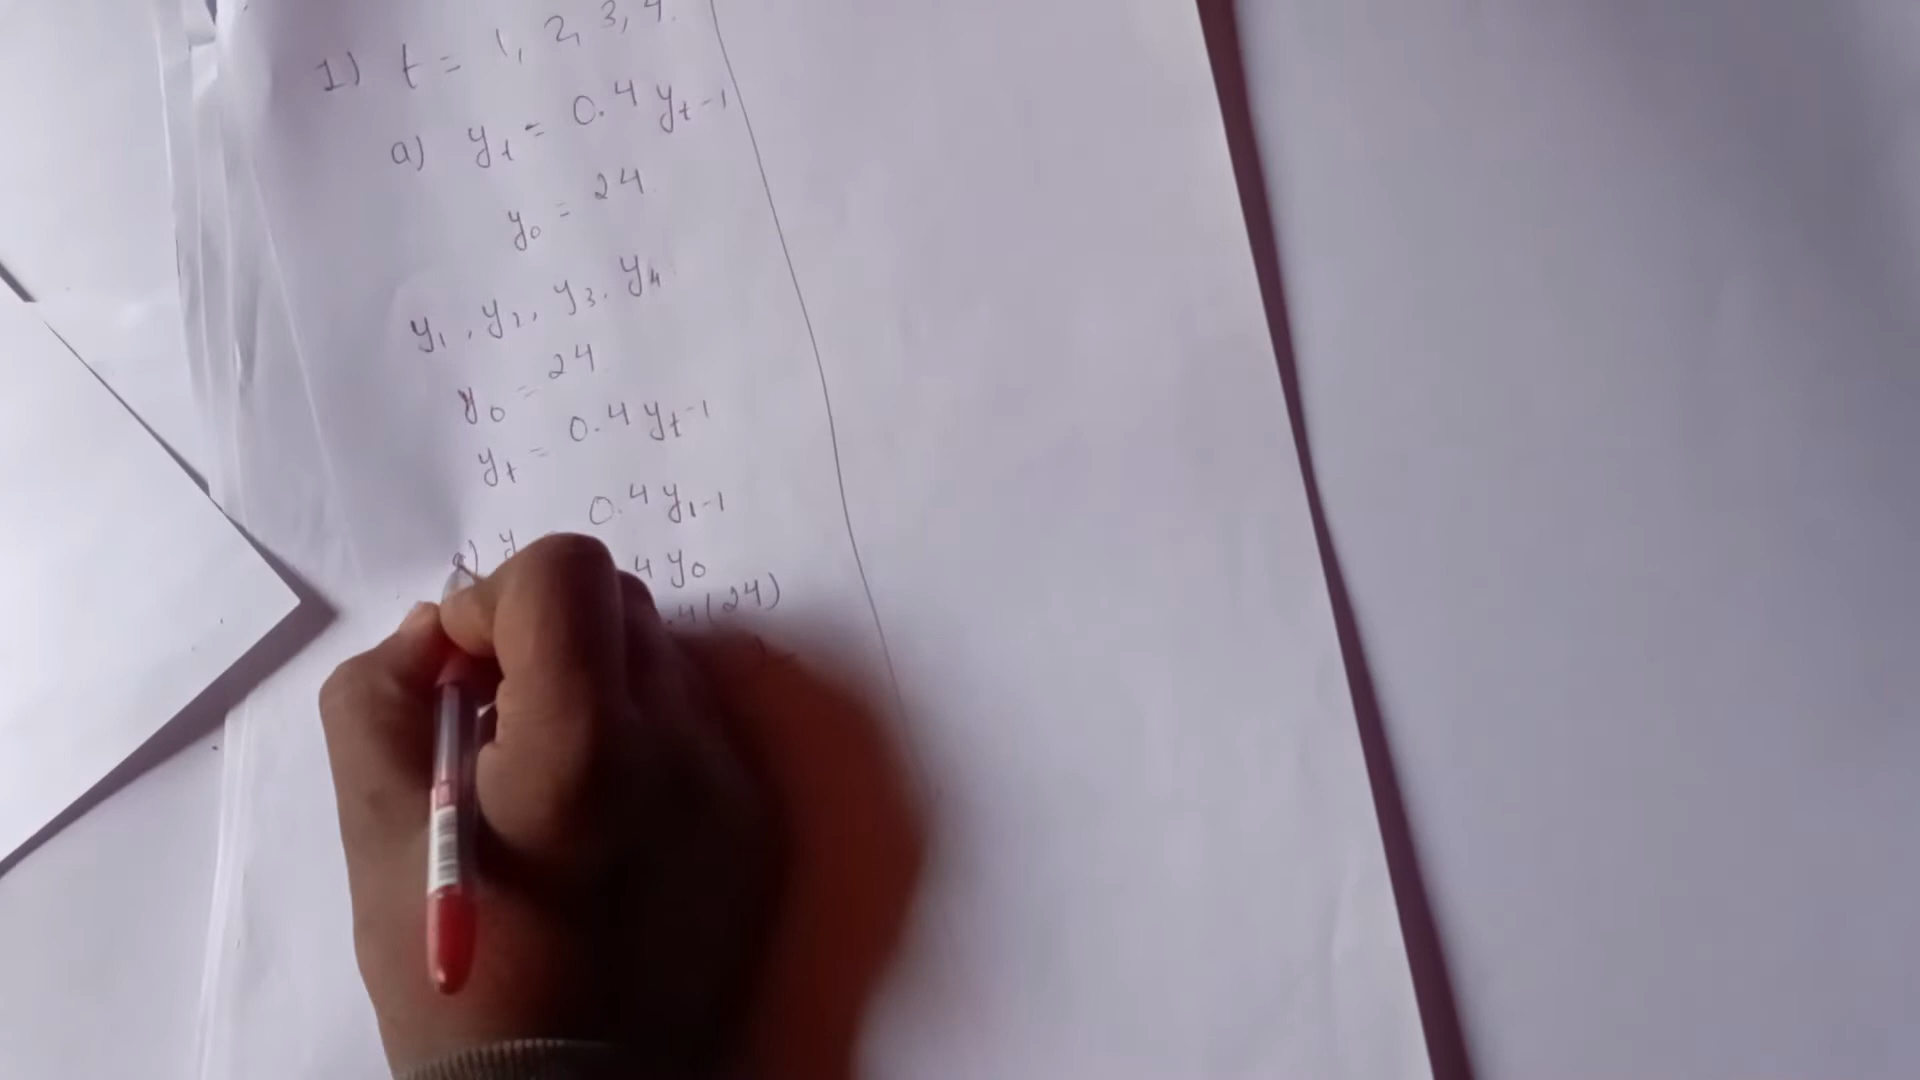 1) t = 1, 2, 3, 4.
a) yt = 0.4 yt-1
y0 = 24.
y1, y2, y3. y4
y0 = 24
yt = 0.4 yt-1
a) y 0.4 y1-1
4 y0
.4(24)